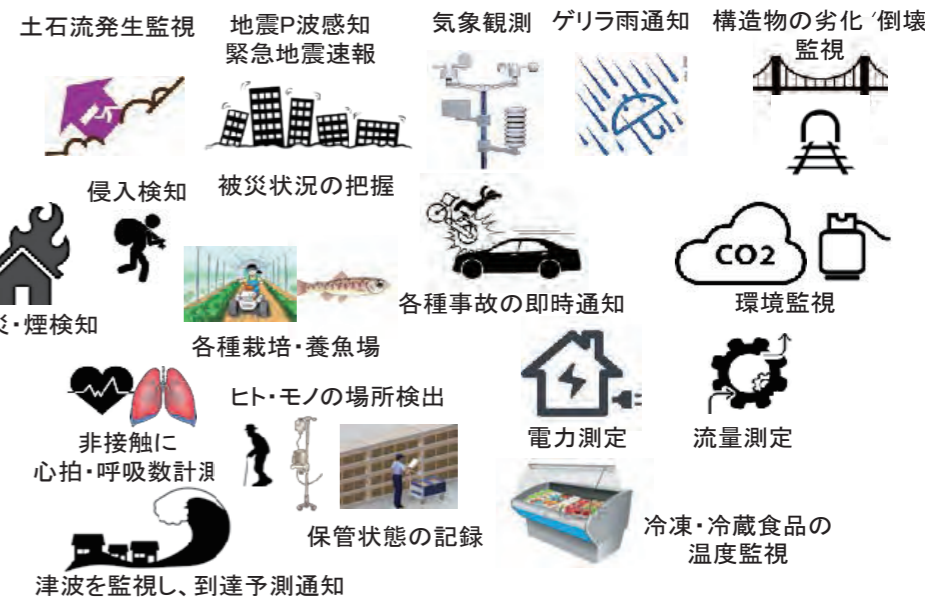 土石流発生監視
地震P波感知
緊急地震速報
気象観測
ゲリラ雨通知
構造物の劣化 倒壊
監視
侵入検知
被災状況の把握
CO2
・煙検知
各種栽培・養魚場
各種事故の即時通知
環境監視
非接触に
心拍・呼吸数計測
ヒト・モノの場所検出
電力測定
流量測定
保管状態の記録
冷凍・冷蔵食品の
温度監視
津波を監視し、到達予測通知